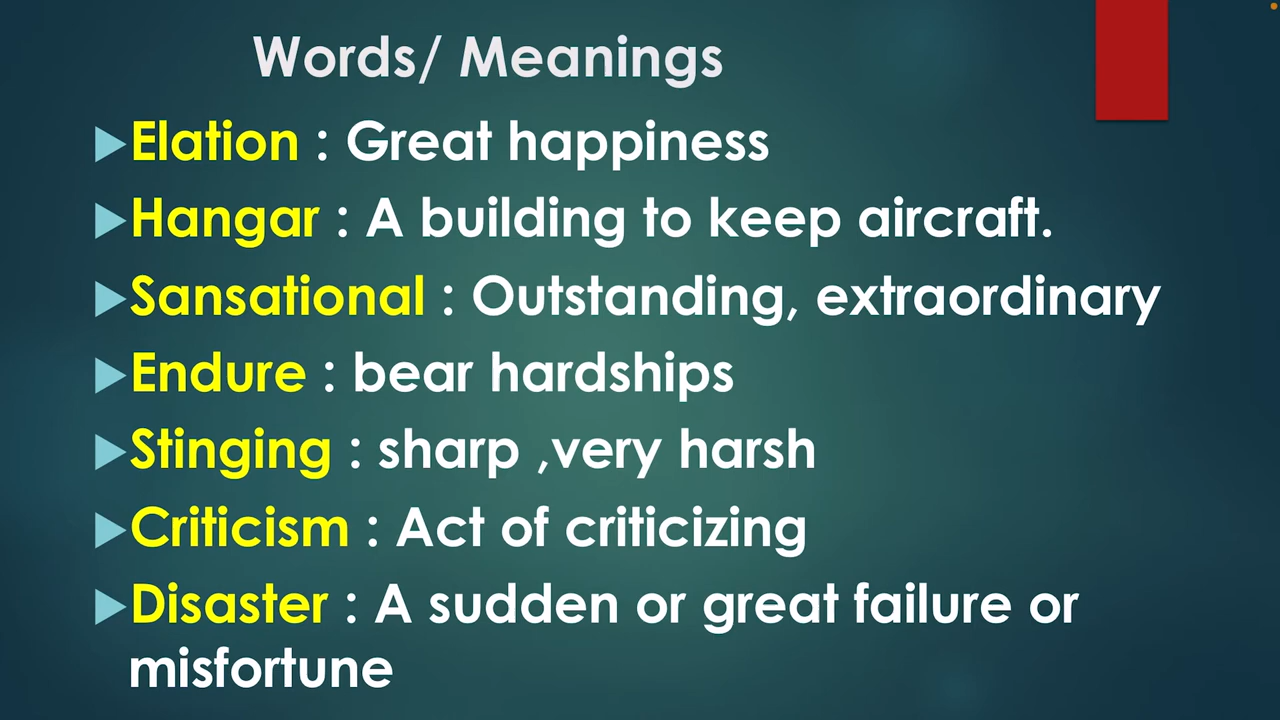 Words/ Meanings
Elation : Great happiness
Hangar : A building to keep aircraft.
Sansational : Outstanding, extraordinary
Endure : bear hardships
Stinging : sharp ,very harsh
Criticism : Act of criticizing
Disaster : A sudden or great failure or
misfortune